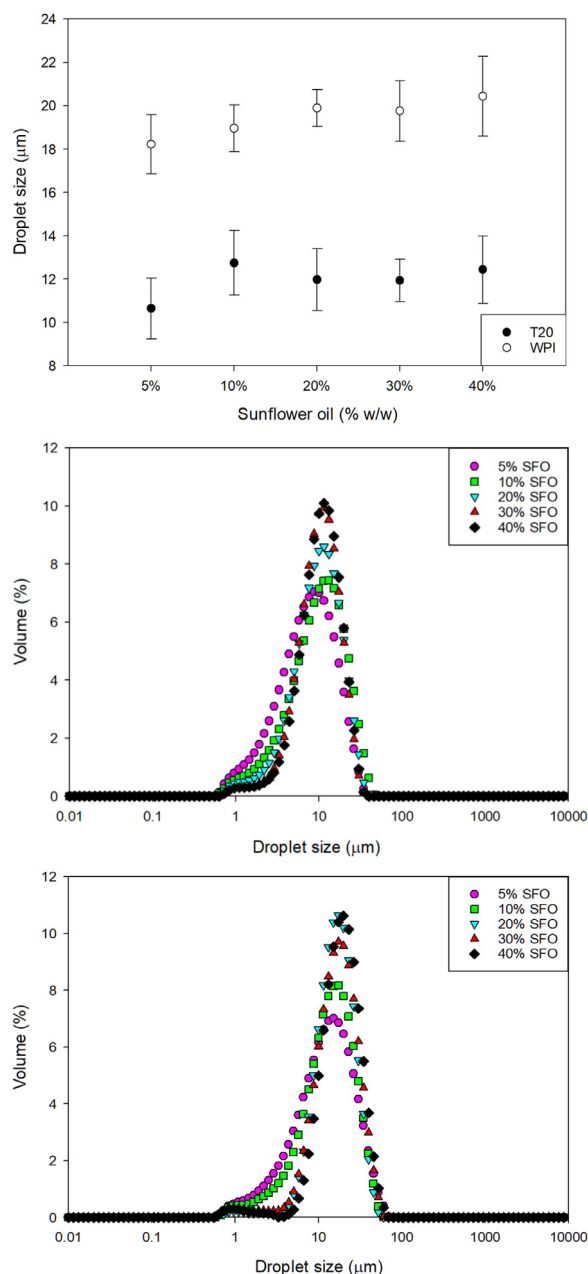 24
22
20
18
16
14
12
10
8
Droplet size (μm)
T20
WPI
5% 10% 20% 30% 40%
Sunflower oil (% w/w)
12
10
8
6
4
2
0
Volume (%)
5% SFO
10% SFO
20% SFO
30% SFO
40% SFO
0.01 0.1 1 10 100 1000 10000
Droplet size (μm)
12
10
8
6
4
2
0
Volume (%)
5% SFO
10% SFO
20% SFO
30% SFO
40% SFO
0.01 0.1 1 10 100 1000 10000
Droplet size (μm)